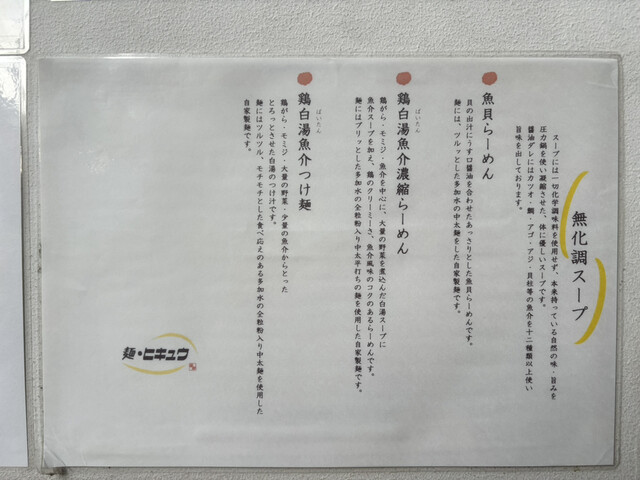 無化調スープ
スープには一切化学調味料を使用せず、本来持っている自然の味・旨みを
圧力鍋を使い凝縮させた、体に優しいスープです。
醤油ダレにはカツオ・鯛、アゴ・アジ・貝柱等の魚介を十二種類以上使い
旨味を出しております。
魚貝らーめん
貝の出汁にうす口醤油を合わせたあっさりとした魚貝らーめんです。
麺には、ツルッとした多加水の中太麺をした自家製麺です。
鶏白湯魚介濃縮らーめん
ぱいたん
鶏がら・モミジ・魚介を中心に、大量の野菜を煮込んだ白湯スープに
魚介スープを加え、鶏のクリーミーさ、魚介風味のコクのあるらーめんです。
麺にはプリッとした多加水の全粒粉入り中太平打ちの麺を使用した自家製麺です。
鶏白湯魚介つけ麺
ぱいたん
鶏がら・モミジ・大量の野菜・少量の魚介からとった
とろっとさせた白湯のつけ汁です。
麺にはツルツル、モチモチとした食べ応えのある多加水の全粒粉入り中太麺を使用した
自家製麺です。
麺・ヒキュウ